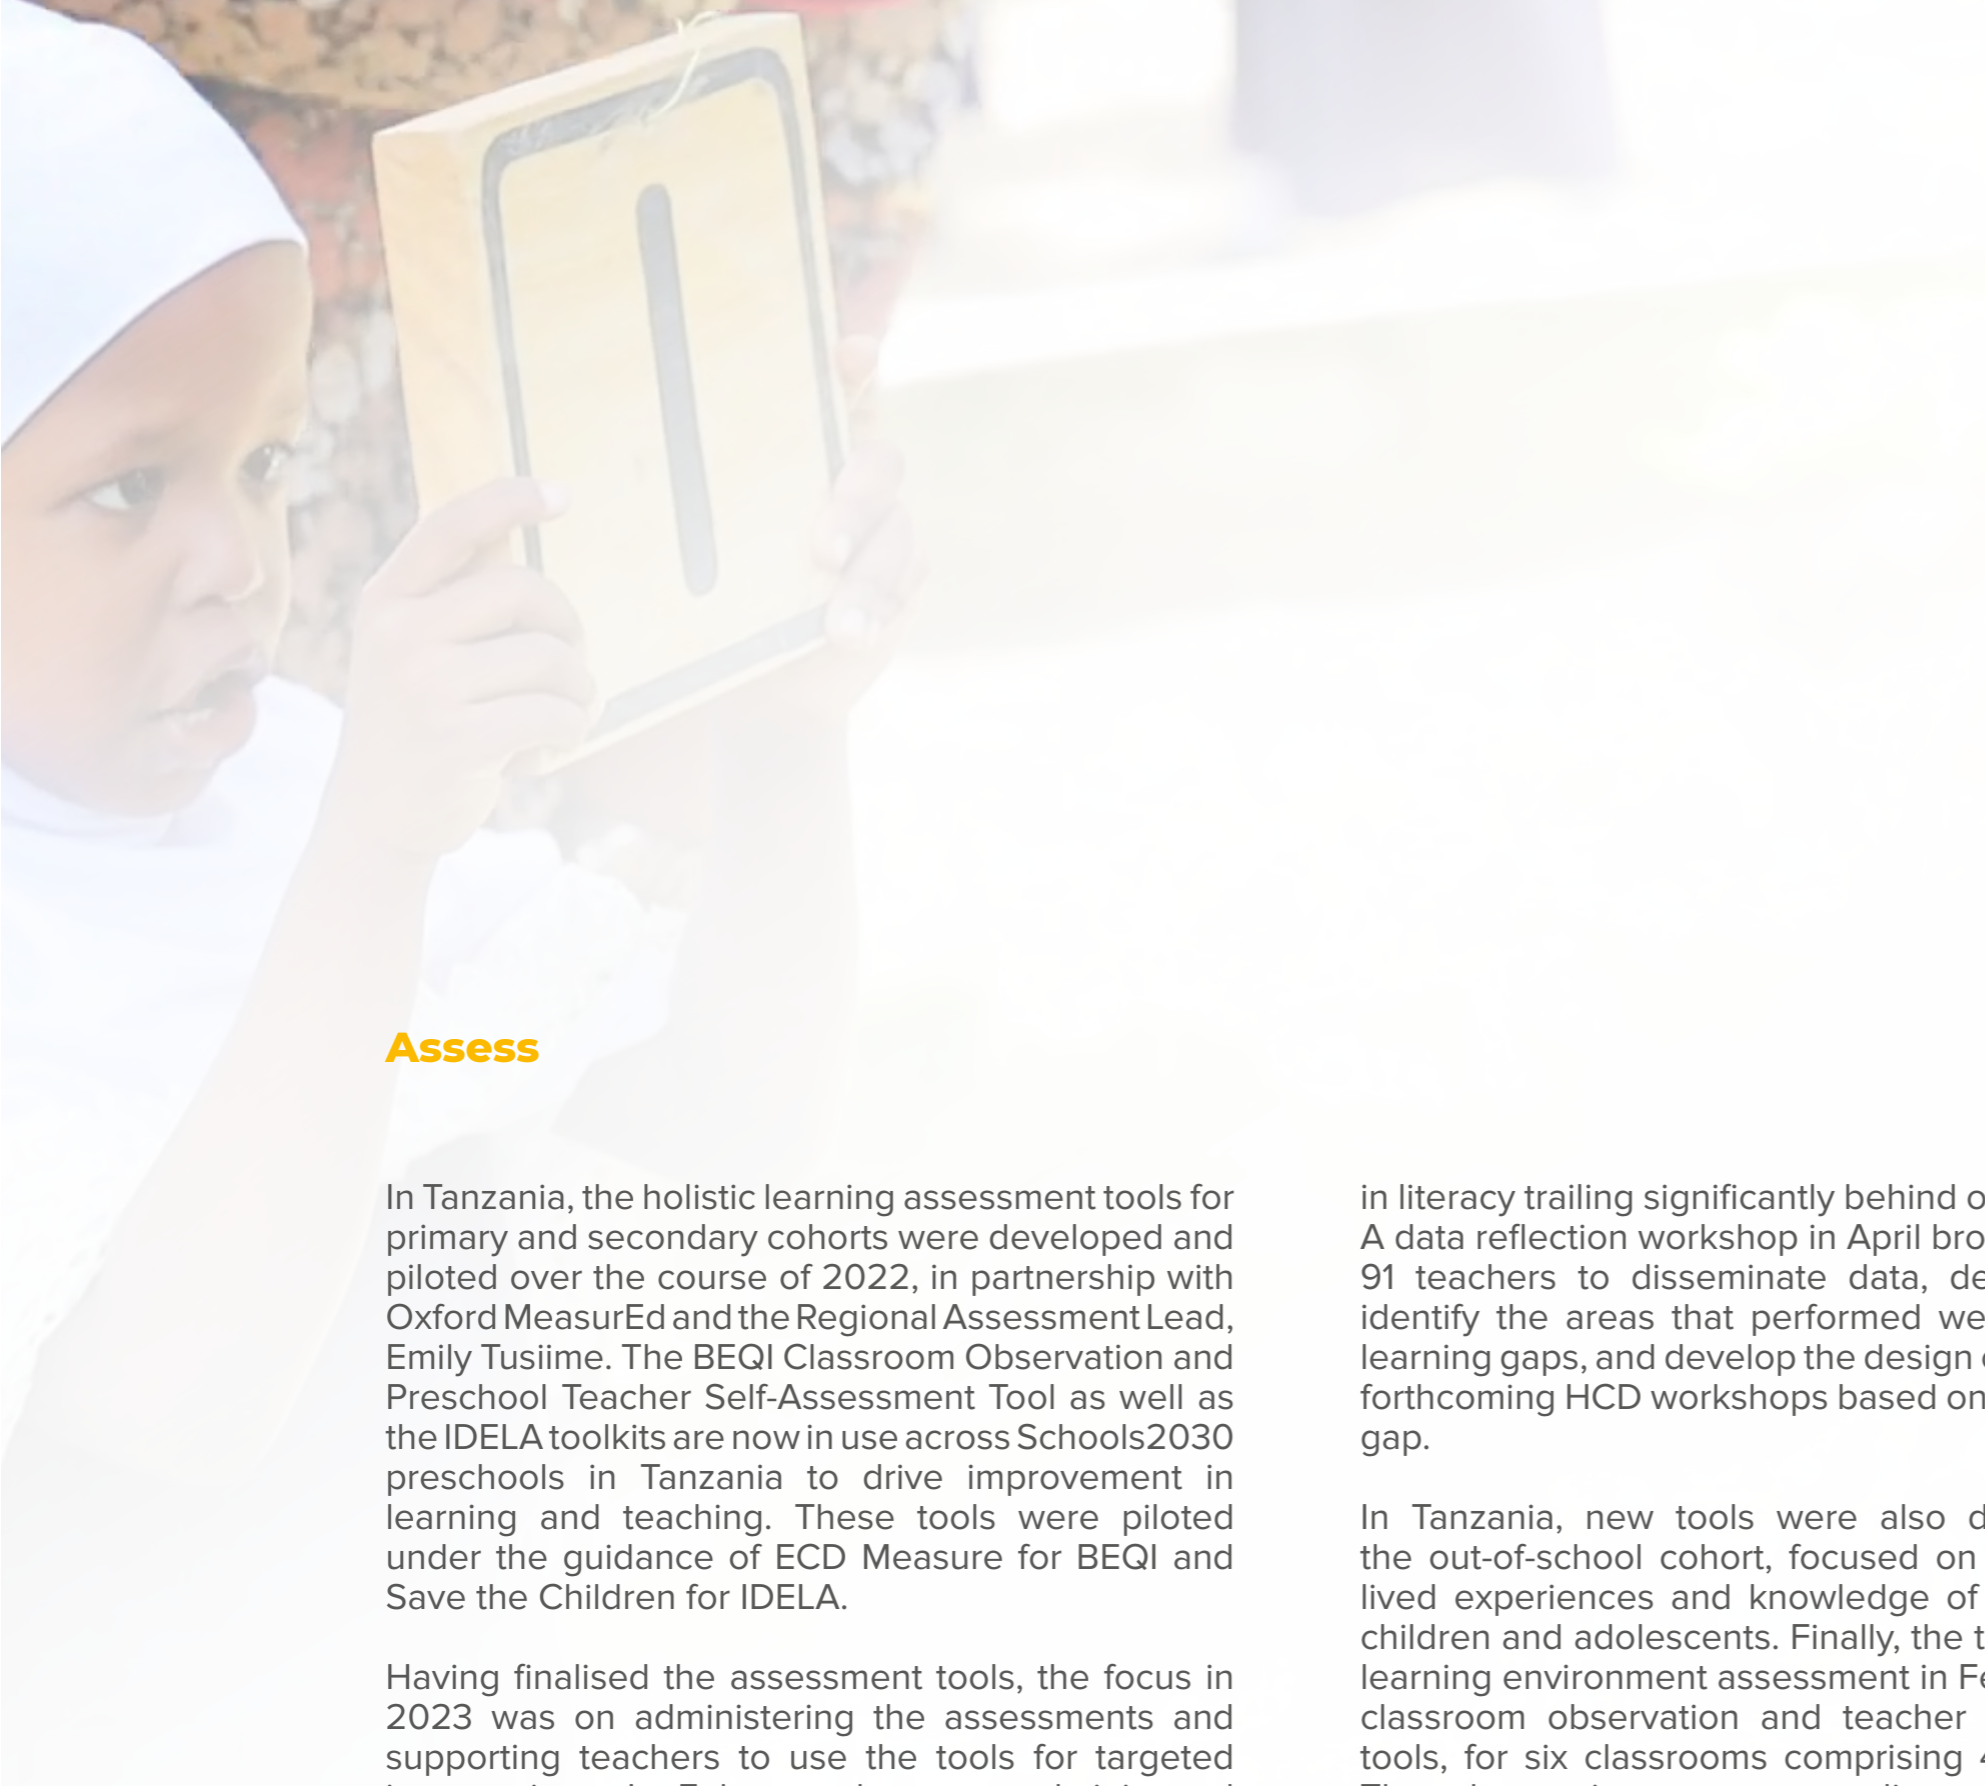 Assess
In Tanzania, the holistic learning assessment tools for
primary and secondary cohorts were developed and
piloted over the course of 2022, in partnership with
Oxford MeasurEd and the Regional Assessment Lead,
Emily Tusiime. The BEQI Classroom Observation and
Preschool Teacher Self-Assessment Tool as well as
the IDELA toolkits are now in use across Schools2030
preschools in Tanzania to drive improvement in
learning and teaching. These tools were piloted
under the guidance of ECD Measure for BEQI and
Save the Children for IDELA.
Having finalised the assessment tools, the focus in
2023 was on administering the assessments and
supporting teachers to use the tools for targeted
in literacy trailing significantly behind
A data reflection workshop in April
91 teachers to disseminate data,
identify the areas that performed
learning gaps, and develop the design
forthcoming HCD workshops based on
gap.
In Tanzania, new tools were also
the out-of-school cohort, focused on
lived experiences and knowledge of
children and adolescents. Finally, the
learning environment assessment in
classroom observation and teacher
tools, for six classrooms comprising